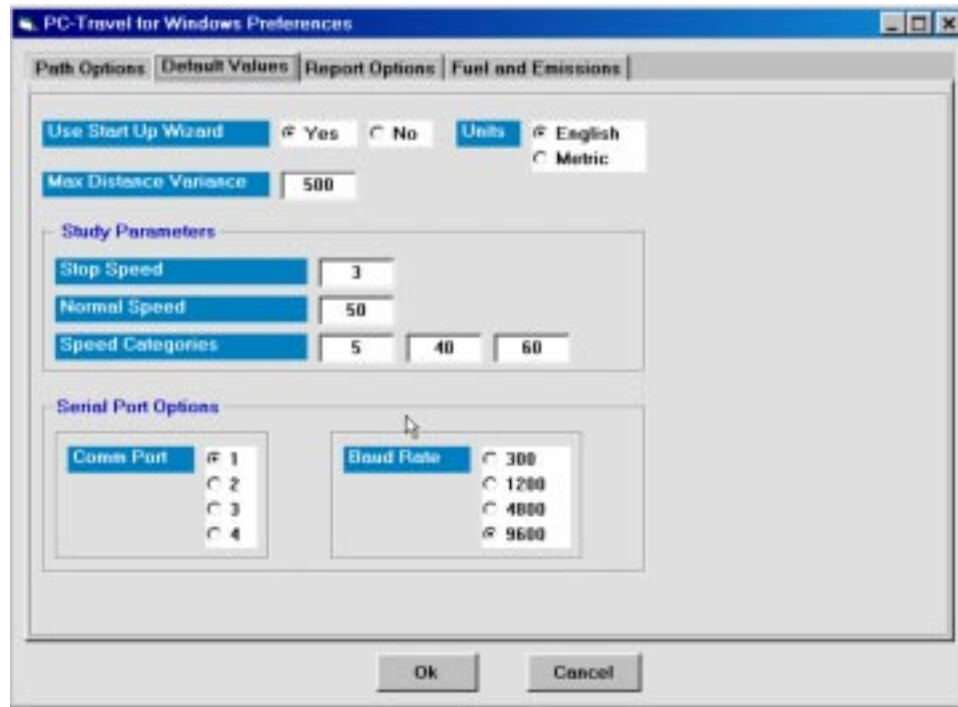 PC-Travel for Windows Preferences
Path Options Default Values Report Options Fuel and Emissions
Use Start Up Wizard Yes No Units English
Metric
Max Distance Variance 500
Study Parameters
Stop Speed 3
Normal Speed 50
Speed Categories 5 40 60
Serial Port Options
Comm Port 1 Baud Rate 300
2 1200
3 4800
4 9600
Ok Cancel